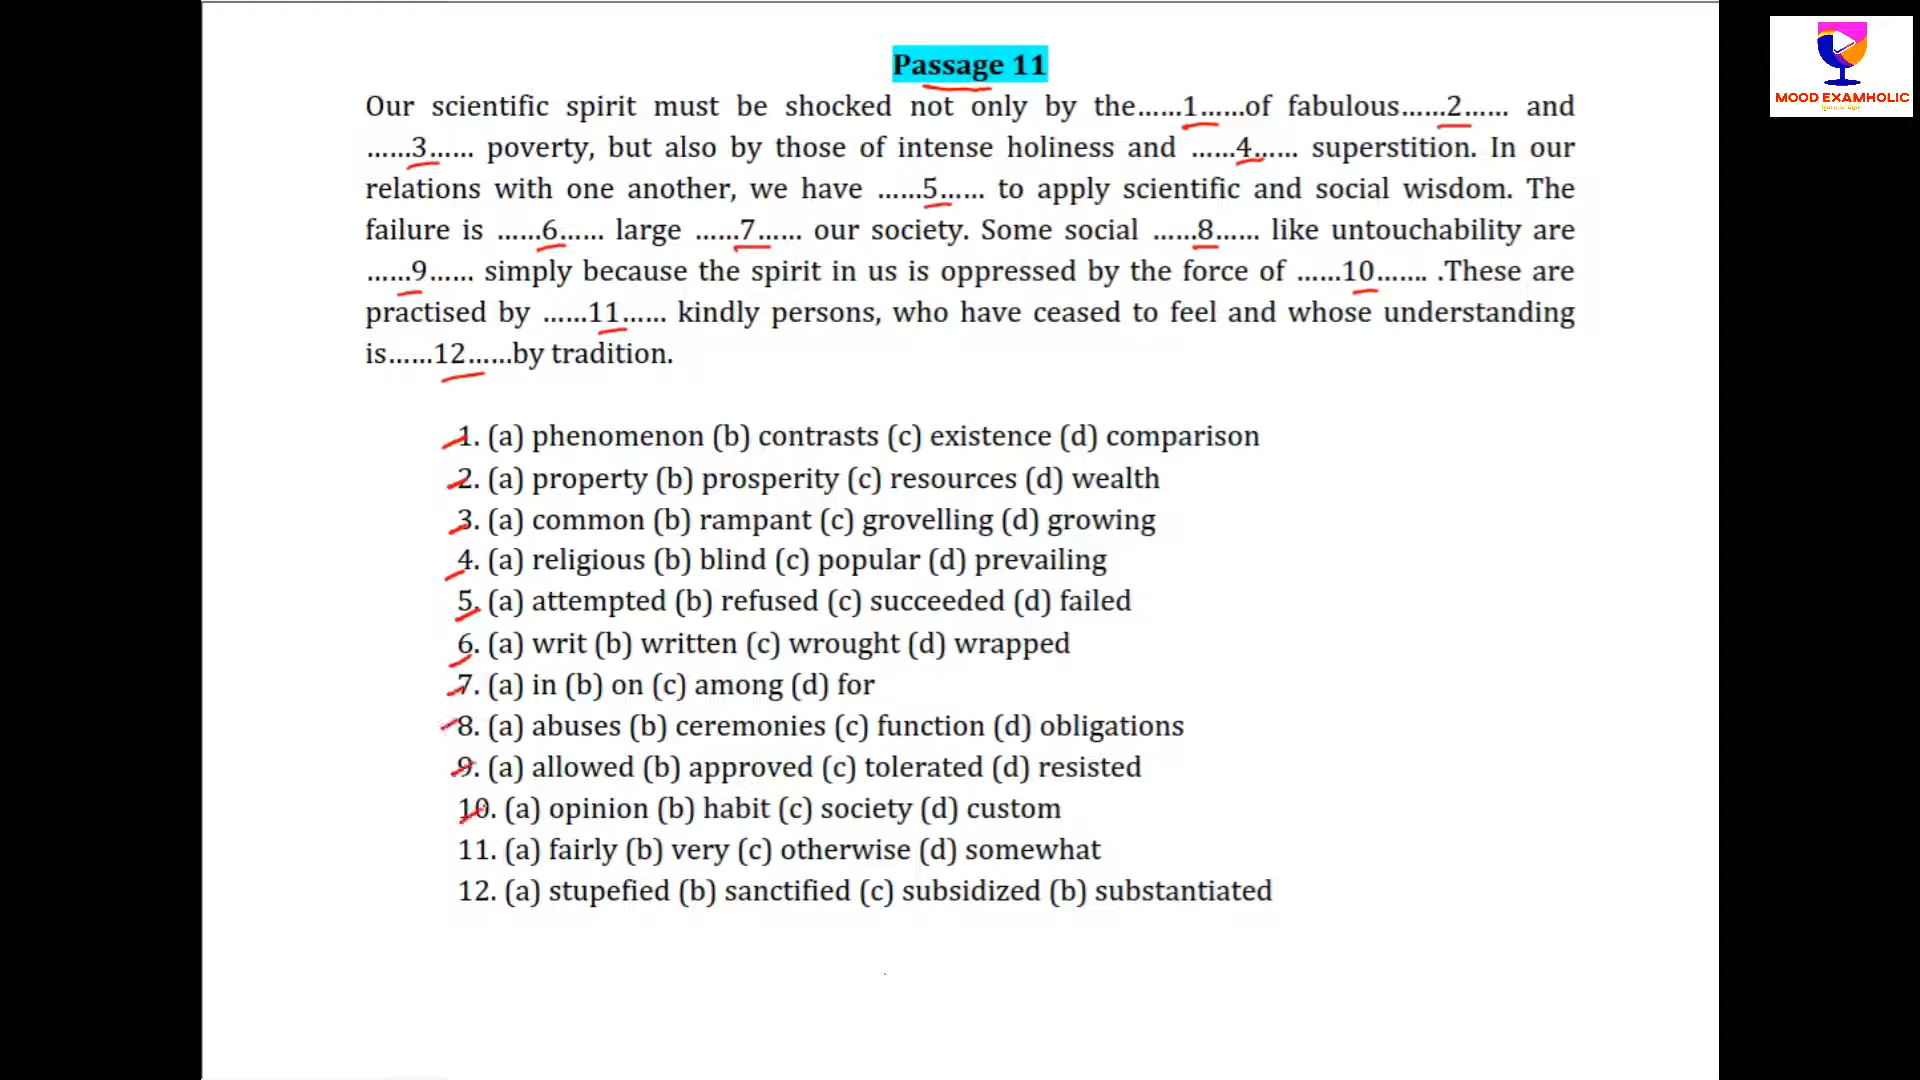 Passage 11
MOOD EXAMHOLIC
Our scientific spirit must be shocked not only by the......1......of fabulous......2...... and
......3...... poverty, but also by those of intense holiness and ......4...... superstition. In our
relations with one another, we have ......5...... to apply scientific and social wisdom. The
failure is ......6...... large ......7...... our society. Some social ......8...... like untouchability are
......9...... simply because the spirit in us is oppressed by the force of ......10....... .These are
practised by ......11...... kindly persons, who have ceased to feel and whose understanding
is......12......by tradition.
1. (a) phenomenon (b) contrasts (c) existence (d) comparison
2. (a) property (b) prosperity (c) resources (d) wealth
3. (a) common (b) rampant (c) grovelling (d) growing
4. (a) religious (b) blind (c) popular (d) prevailing
5. (a) attempted (b) refused (c) succeeded (d) failed
6. (a) writ (b) written (c) wrought (d) wrapped
7. (a) in (b) on (c) among (d) for
8. (a) abuses (b) ceremonies (c) function (d) obligations
9. (a) allowed (b) approved (c) tolerated (d) resisted
10. (a) opinion (b) habit (c) society (d) custom
11. (a) fairly (b) very (c) otherwise (d) somewhat
12. (a) stupefied (b) sanctified (c) subsidized (b) substantiated